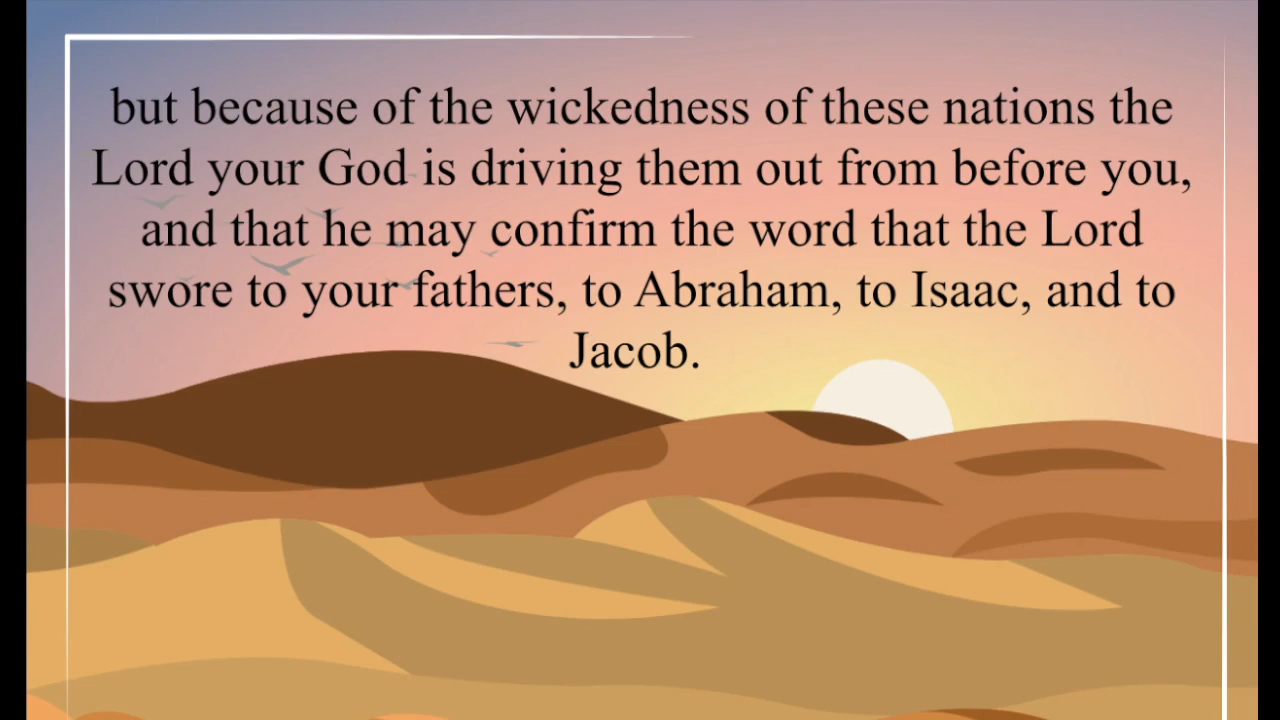 but because of the wickedness of these nations the
Lord your God is driving them out from before you,
and that he may confirm the word that the Lord
swore to your fathers, to Abraham, to Isaac, and to
Jacob.